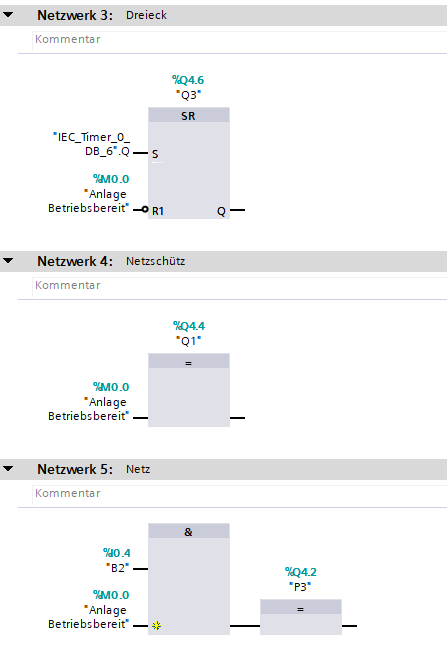 Netzwerk 3: Dreieck
Kommentar
%Q4.6
"Q3"
SR
"IEC_Timer_0_
DB_6".Q
S
%M0.0
"Anlage
Betriebsbereit"
R1
Q
Netzwerk 4: Netzschütz
Kommentar
%Q4.4
"Q1"
=
%M0.0
"Anlage
Betriebsbereit"
Netzwerk 5: Netz
Kommentar
&
%I0.4
"B2"
%Q4.2
"P3"
%M0.0
"Anlage
Betriebsbereit"
=